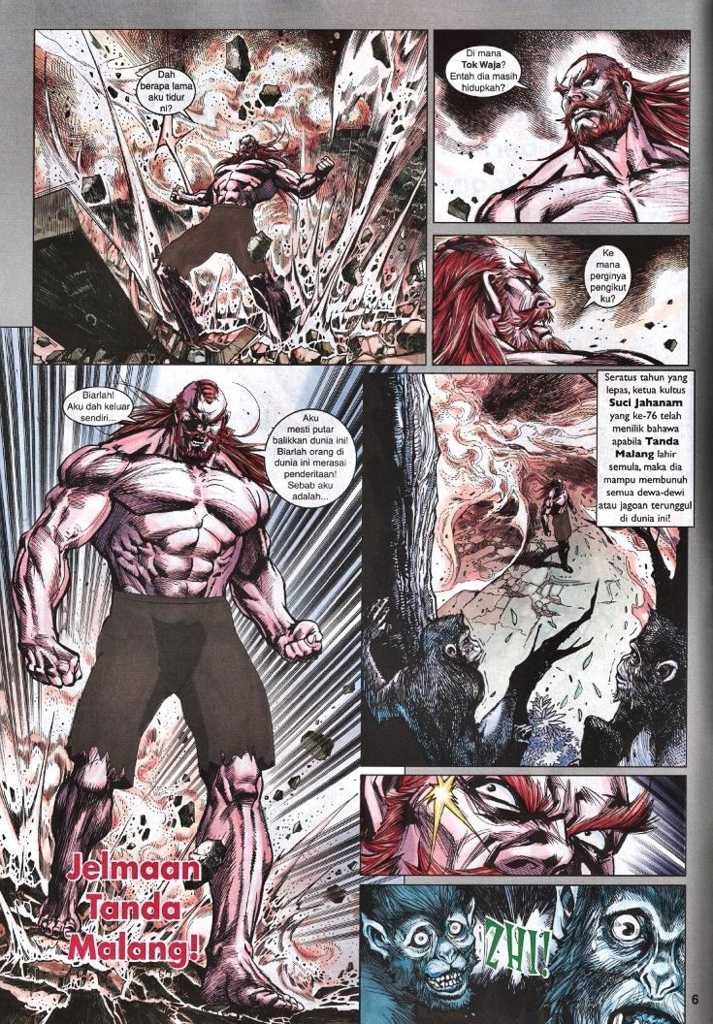 Dah
berapa lama
aku tidur
ni?
Di mana
Tok Waja?
Entah dia masih
hidupkah?
Ke
mana
perginya
pengikut
ku?
Biarlah!
Aku dah keluar
sendiri...
Aku
mesti putar
balikkan dunia ini!
Biarlah orang di
dunia ini merasai
penderitaan!
Sebab aku
adalah...
Jelmaan
Tanda
Malang!
Seratus tahun yang
lepas, ketua kultus
Suci Jahanam
yang ke-76 telah
menilik bahawa
apabila Tanda
Malang lahir
semula, maka dia
mampu membunuh
semua dewa-dewi
atau jagoan terunggul
di dunia ini!
ZHI!
6